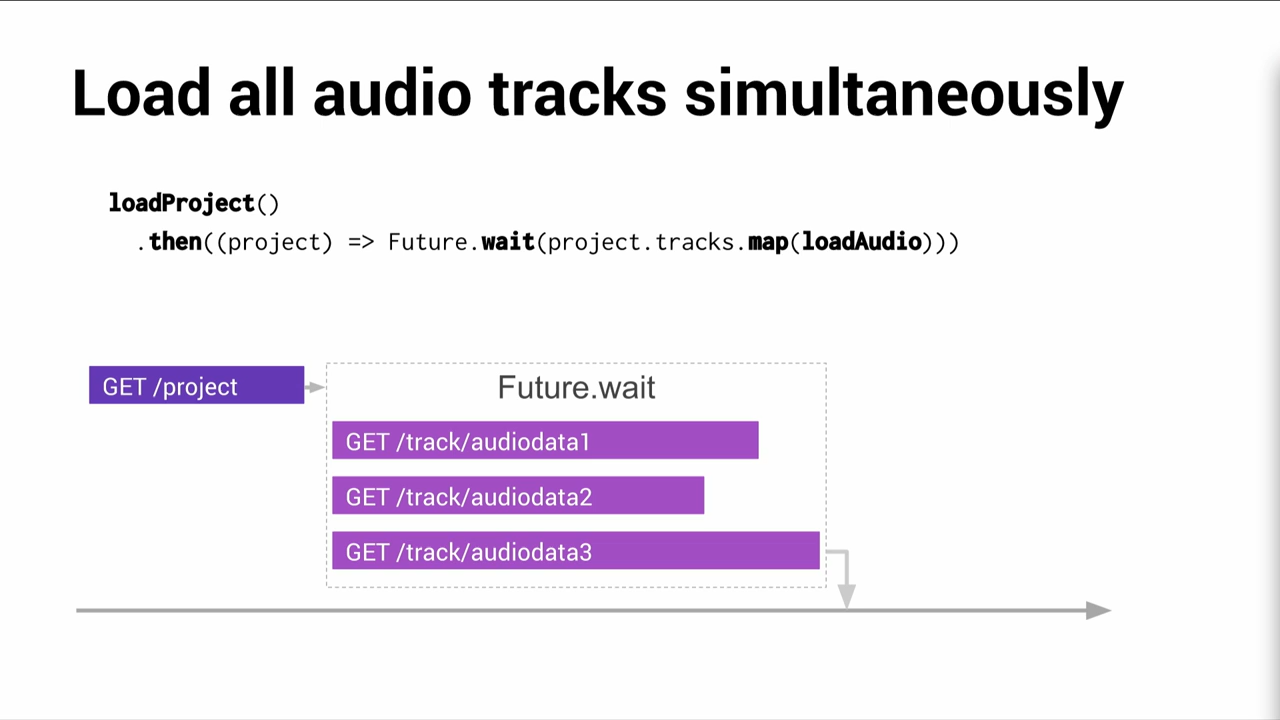 Load all audio tracks simultaneously
loadProject()
.then((project) => Future.wait(project.tracks.map(loadAudio)))
GET /project
Future.wait
GET /track/audiodata1
GET /track/audiodata2
GET /track/audiodata3